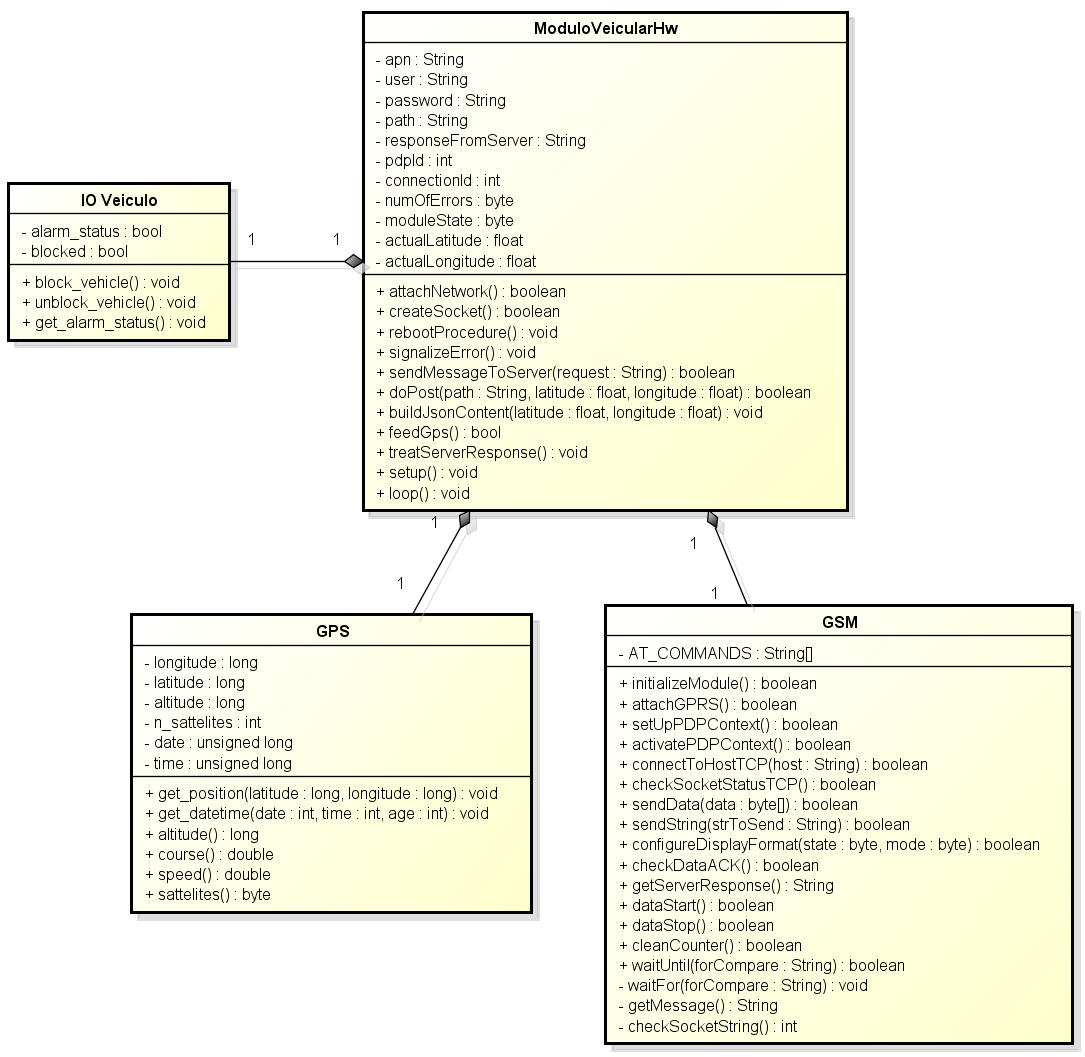 ModuloVeicularHw
- apn : String
- user : String
- password : String
- path : String
- responseFromServer : String
- pdpId : int
- connectionId : int
- numOfErrors : byte
- moduleState : byte
- actualLatitude : float
- actualLongitude : float
+ attachNetwork() : boolean
+ createSocket() : boolean
+ rebootProcedure() : void
+ signalizeError() : void
+ sendMessageToServer(request : String) : boolean
+ doPost(path : String, latitude : float, longitude : float) : boolean
+ buildJsonContent(latitude : float, longitude : float) : void
+ feedGps() : bool
+ treatServerResponse() : void
+ setup() : void
+ loop() : void
IO Veiculo
- alarm_status : bool
- blocked : bool
+ block_vehicle() : void
+ unblock_vehicle() : void
+ get_alarm_status() : void
1
1
1
1
1
1
GPS
- longitude : long
- latitude : long
- altitude : long
- n_sattelites : int
- date : unsigned long
- time : unsigned long
+ get_position(latitude : long, longitude : long) : void
+ get_datetime(date : int, time : int, age : int) : void
+ altitude() : long
+ course() : double
+ speed() : double
+ sattelites() : byte
GSM
- AT_COMMANDS : String[]
+ initializeModule() : boolean
+ attachGPRS() : boolean
+ setUpPDPContext() : boolean
+ activatePDPContext() : boolean
+ connectToHostTCP(host : String) : boolean
+ checkSocketStatusTCP() : boolean
+ sendData(data : byte[]) : boolean
+ sendString(strToSend : String) : boolean
+ configureDisplayFormat(state : byte, mode : byte) : boolean
+ checkDataACK() : boolean
+ getServerResponse() : String
+ dataStart() : boolean
+ dataStop() : boolean
+ cleanCounter() : boolean
+ waitUntil(forCompare : String) : boolean
- waitFor(forCompare : String) : void
- getMessage() : String
- checkSocketString() : int